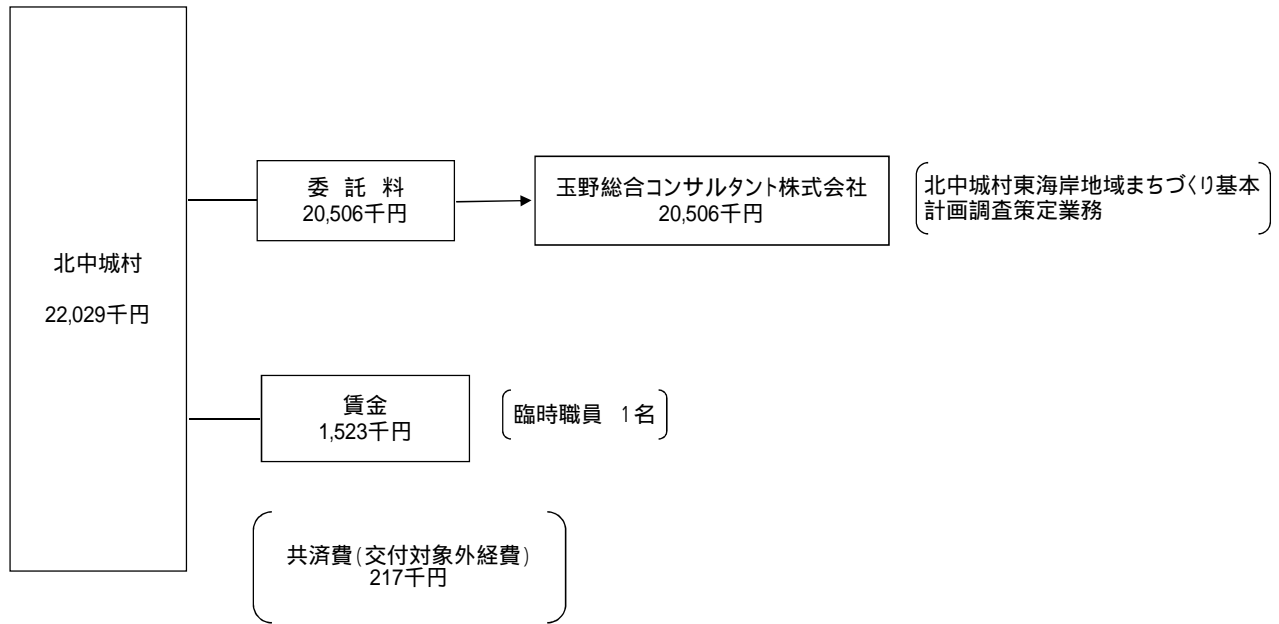 北中城村
22,029千円
委 託 料
20,506千円
玉野総合コンサルタント株式会社
20,506千円
北中城村東海岸地域まちづくり基本
計画調査策定業務
賃金
1,523千円
臨時職員 1名
共済費(交付対象外経費)
217千円